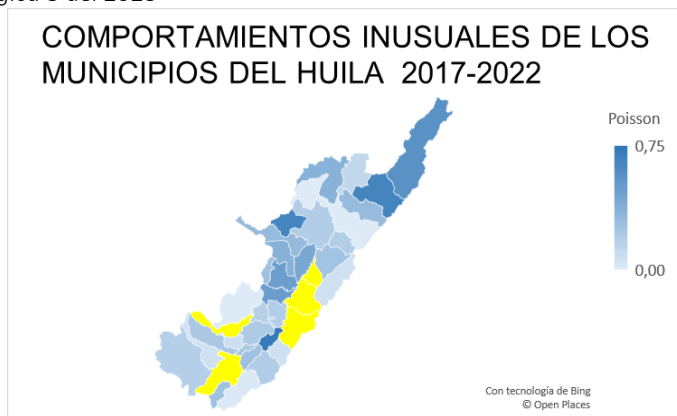 COMPORTAMIENTOS INUSUALES DE LOS
MUNICIPIOS DEL HUILA 2017-2022
Poisson
0,75
0,00
Con tecnología de Bing
© Open Places